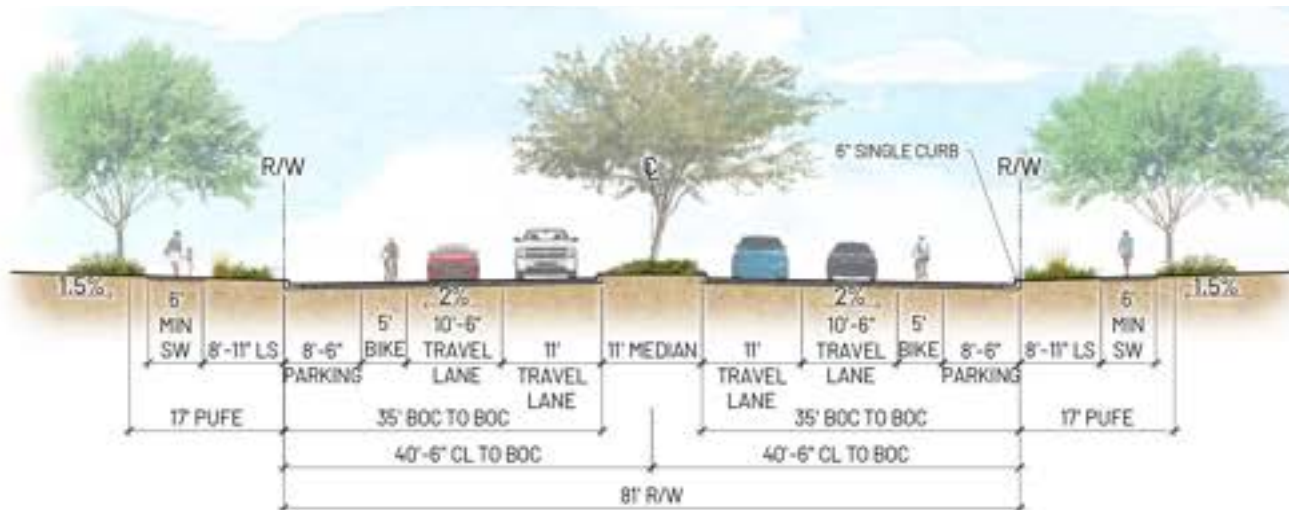 R/W
℄
6" SINGLE CURB
R/W
1.5%
2%
2%
1.5%
6'
MIN
SW
8'-11" LS
8'-6"
PARKING
5'
BIKE
10'-6"
TRAVEL
LANE
11'
TRAVEL
LANE
11' MEDIAN
11'
TRAVEL
LANE
10'-6"
TRAVEL
LANE
5'
BIKE
8'-6"
PARKING
8'-11" LS
6'
MIN
SW
17' PUFE
35' BOC TO BOC
35' BOC TO BOC
17' PUFE
40'-6" CL TO BOC
40'-6" CL TO BOC
81' R/W